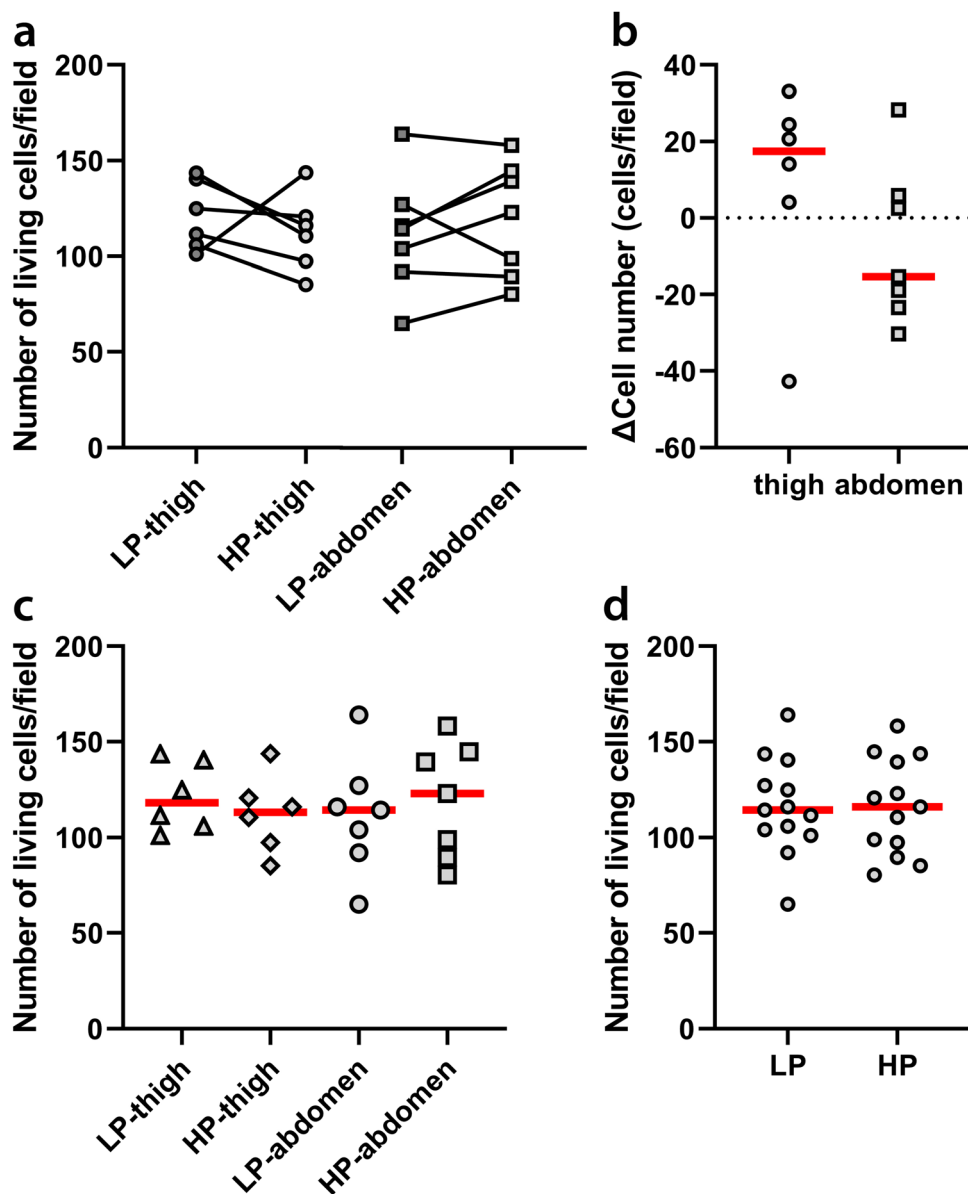 a
Number of living cells/field
200
150
100
50
0
LP-thigh
HP-thigh
LP-abdomen
HP-abdomen
b
ΔCell number (cells/field)
40
20
0
-20
-40
-60
thigh
abdomen
c
Number of living cells/field
200
150
100
50
0
LP-thigh
HP-thigh
LP-abdomen
HP-abdomen
d
Number of living cells/field
200
150
100
50
0
LP
HP